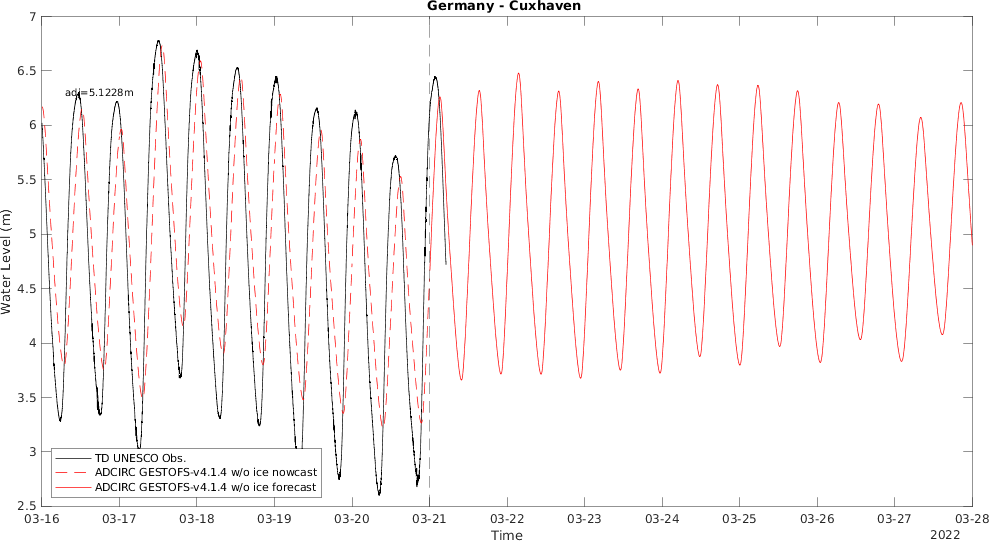 Germany - Cuxhaven
7
6.5
6
5.5
5
4.5
4
3.5
3
2.5
Water Level (m)
adj=5.1228m
TD UNESCO Obs.
ADCIRC GESTOFS-v4.1.4 w/o ice nowcast
ADCIRC GESTOFS-v4.1.4 w/o ice forecast
03-16 03-17 03-18 03-19 03-20 03-21 03-22 03-23 03-24 03-25 03-26 03-27 03-28
Time
2022